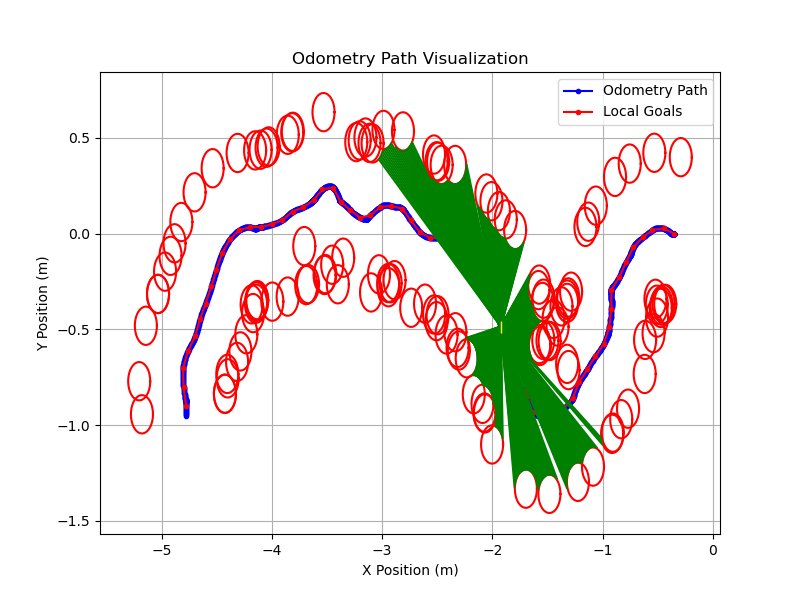 Odometry Path Visualization
Odometry Path
Local Goals
0.5
0.0
−0.5
−1.0
−1.5
Y Position (m)
−5
−4
−3
−2
−1
0
X Position (m)